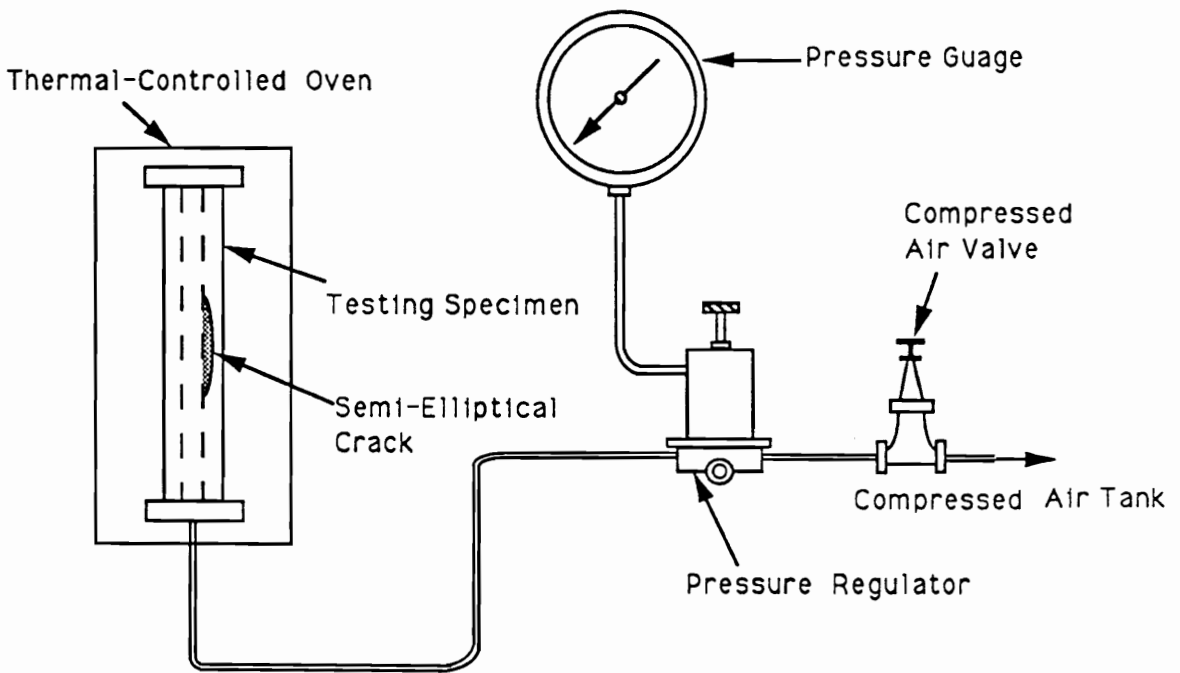 Pressure Guage
Thermal-Controlled Oven
Compressed
Air Valve
Testing Specimen
Semi-Elliptical
Crack
Compressed Air Tank
Pressure Regulator